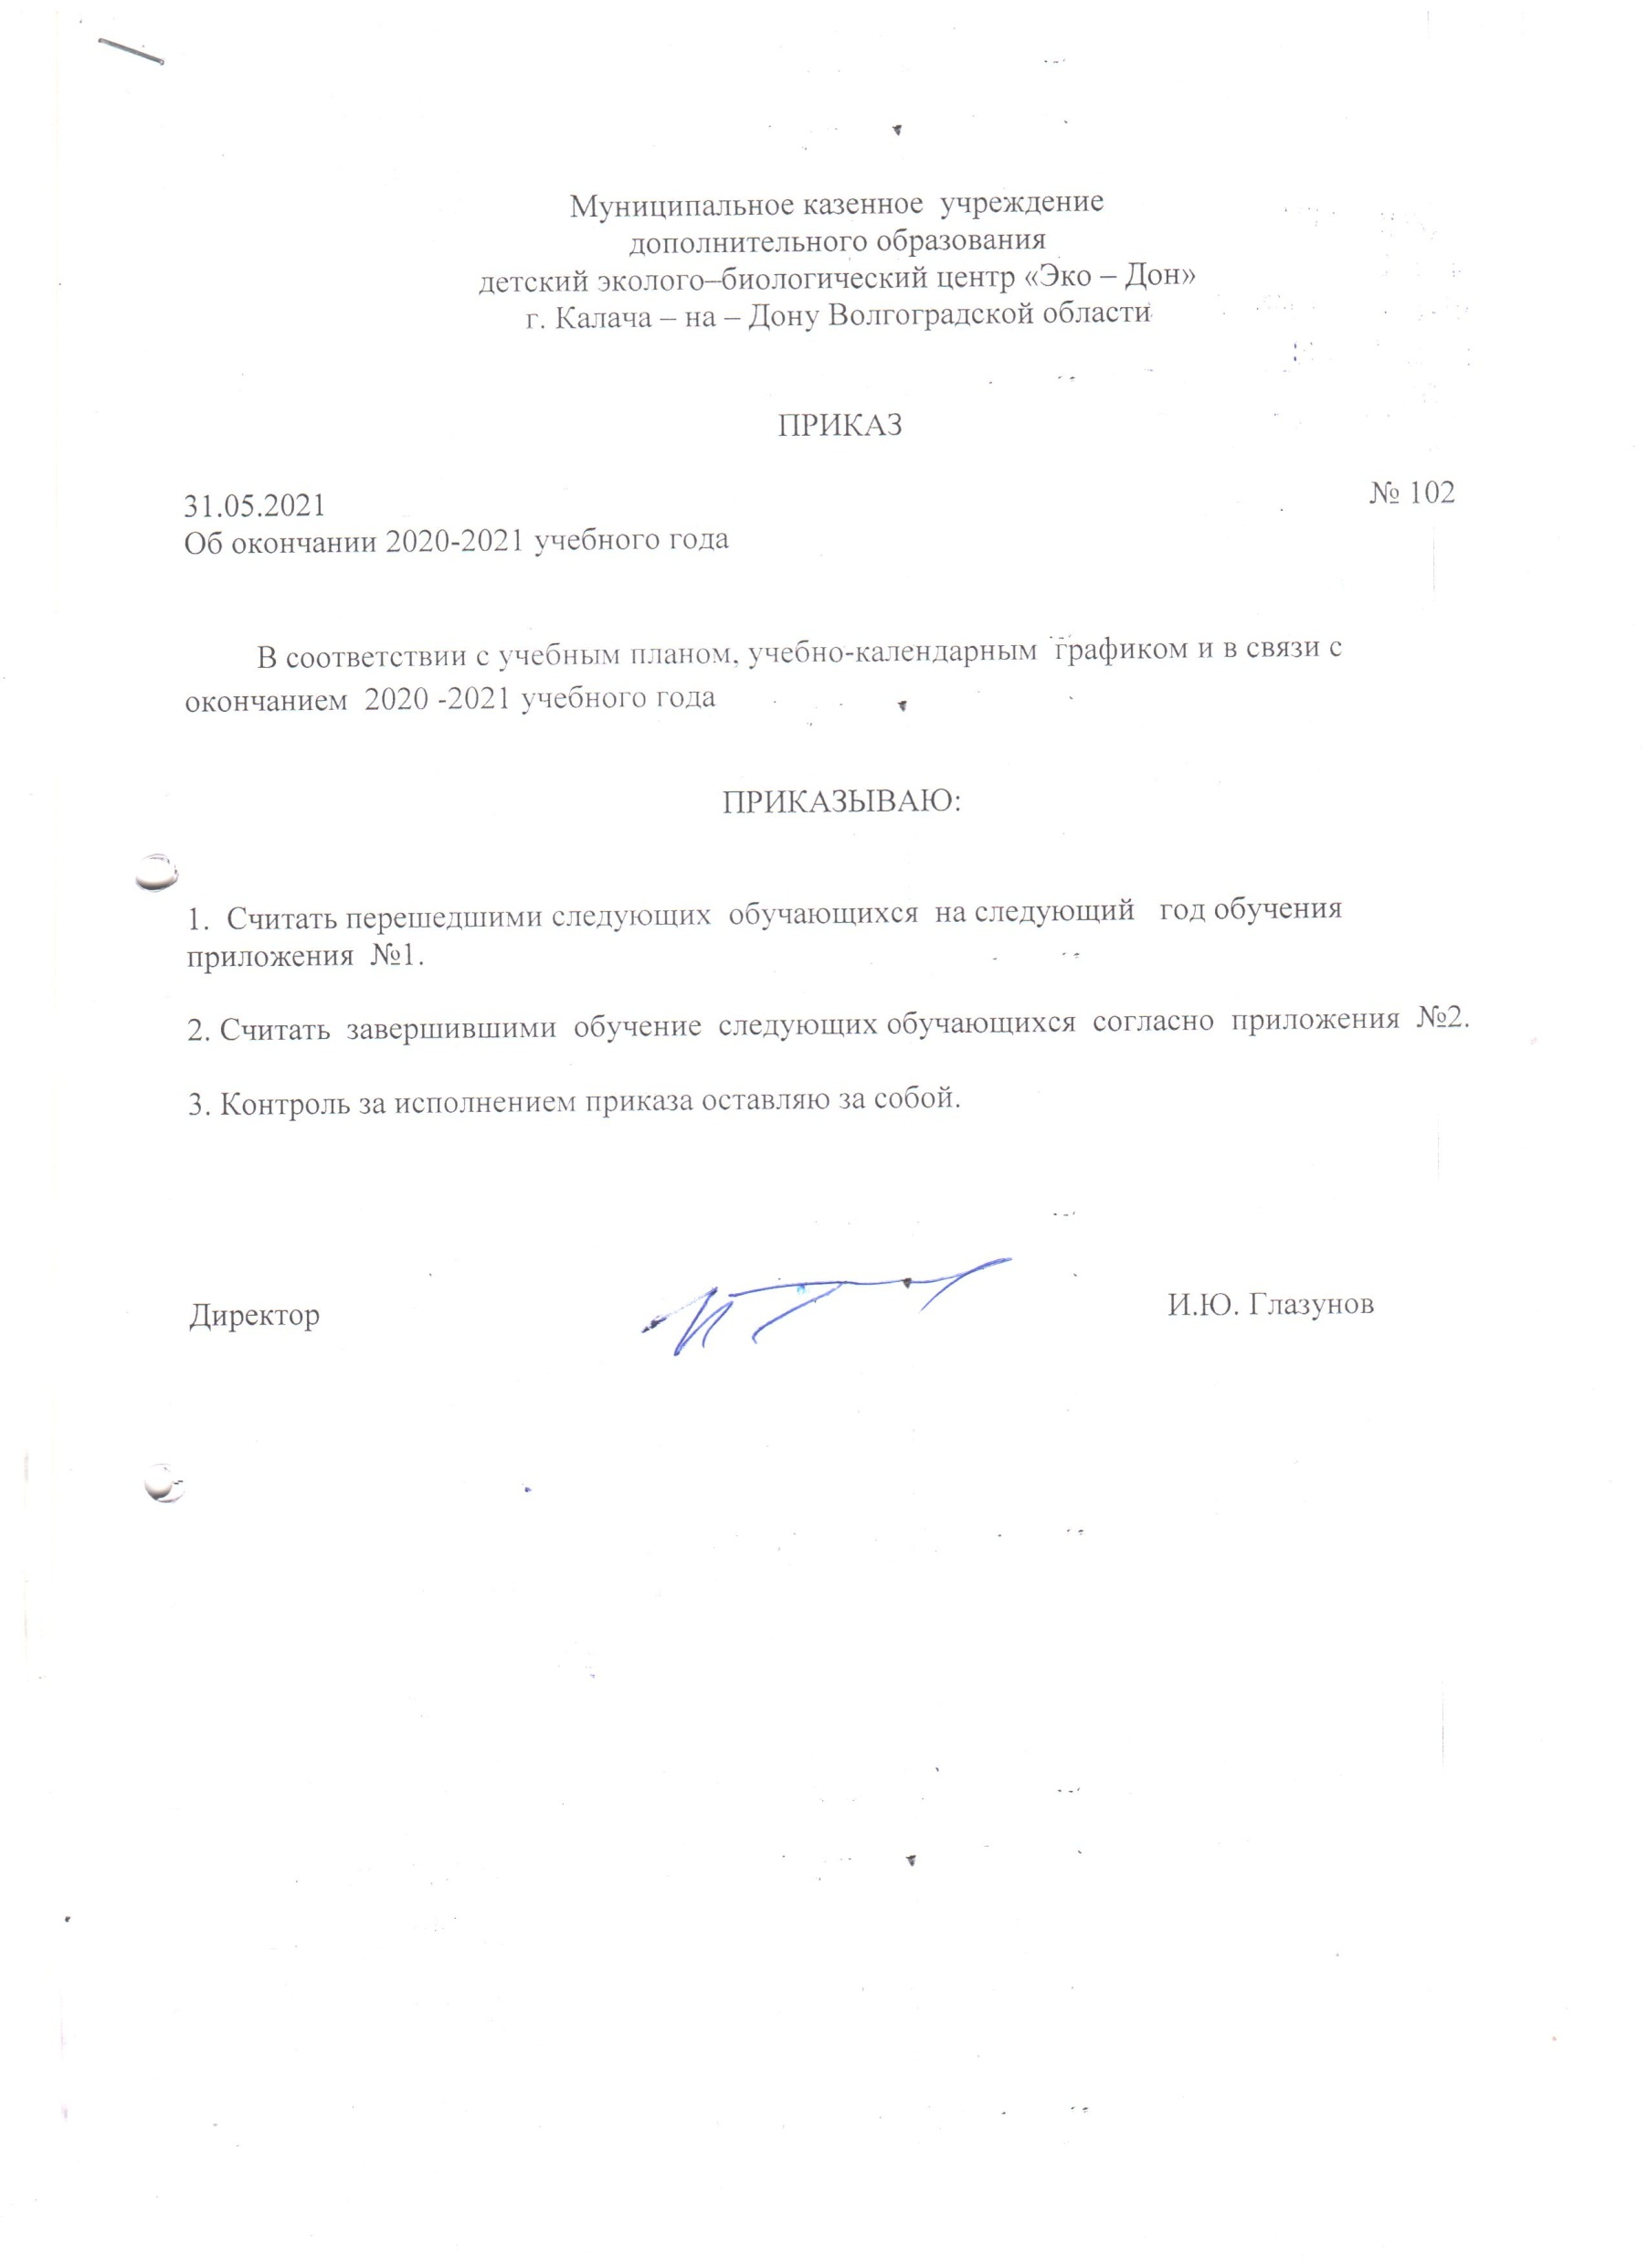 Муниципальное казенное учреждение
дополнительного образования
детский эколого–биологический центр «Эко – Дон»
г. Калача – на – Дону Волгоградской области
ПРИКАЗ
31.05.2021 № 102
Об окончании 2020-2021 учебного года
В соответствии с учебным планом, учебно-календарным графиком и в связи с
окончанием 2020 -2021 учебного года
ПРИКАЗЫВАЮ:
1. Считать перешедшими следующих обучающихся на следующий год обучения
приложения №1.
2. Считать завершившими обучение следующих обучающихся согласно приложения №2.
3. Контроль за исполнением приказа оставляю за собой.
Директор И.Ю. Глазунов